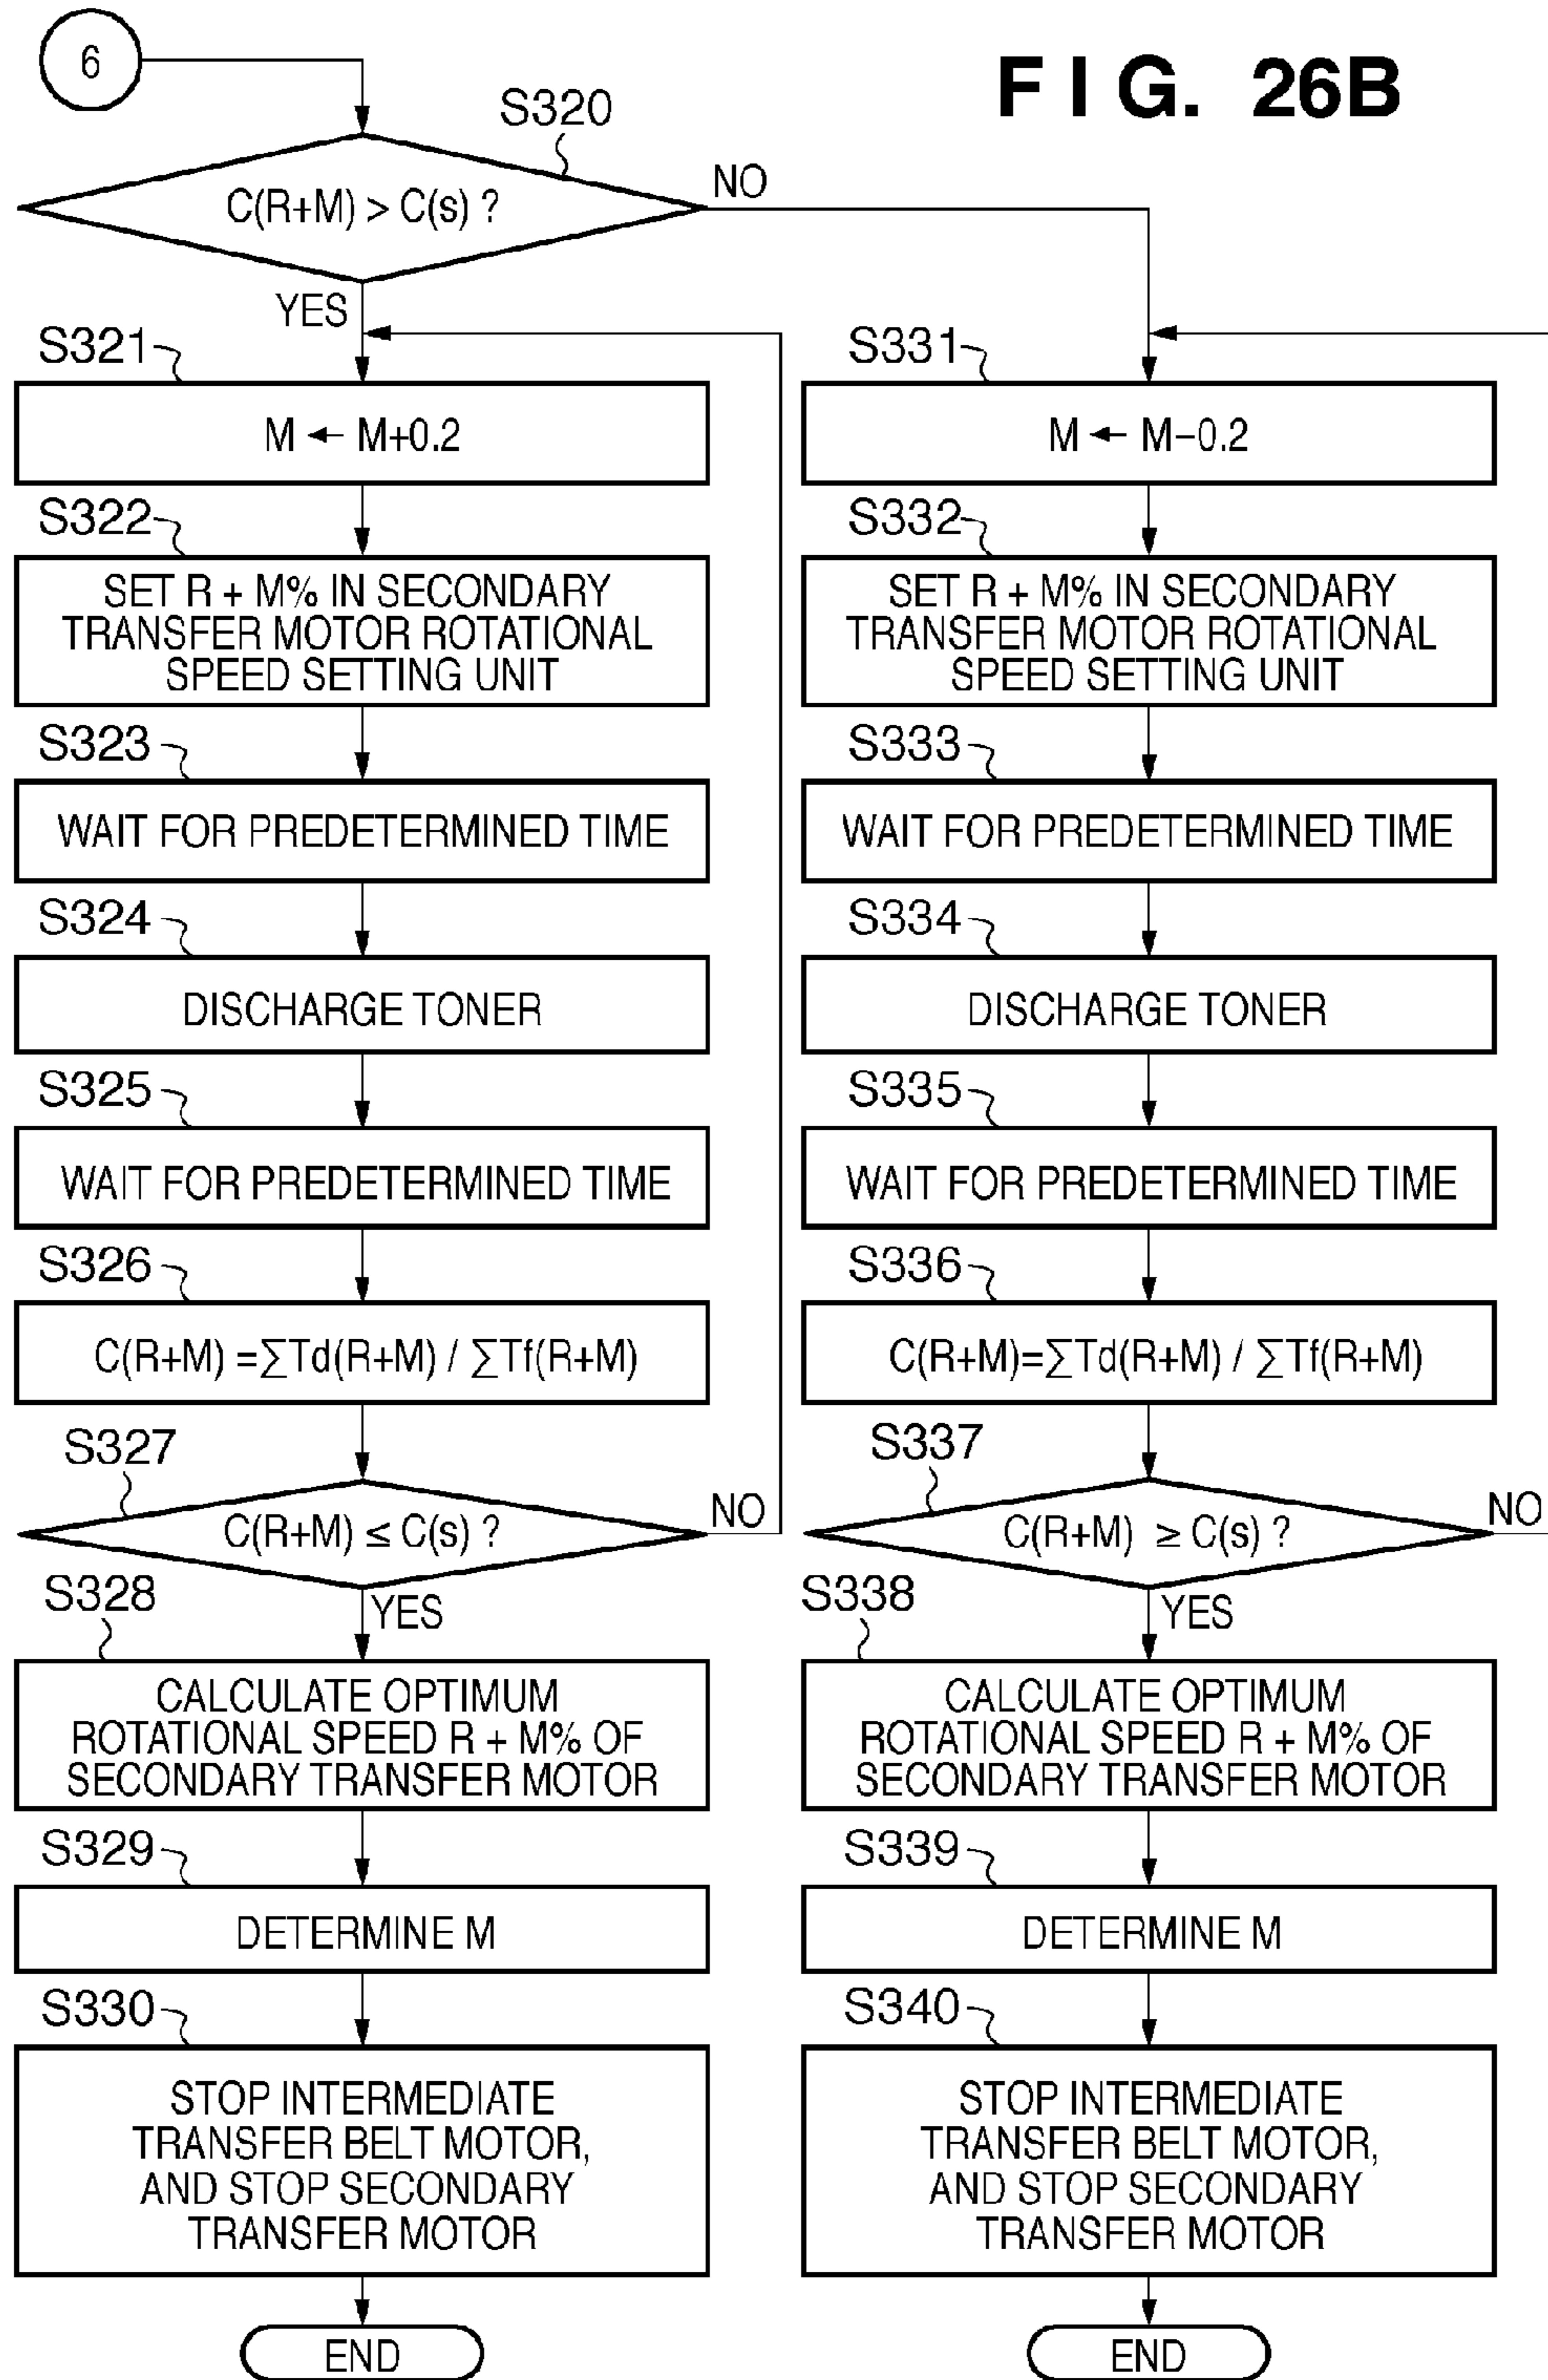 6
F I G. 26B
S320
C(R+M) > C(s) ?
NO
YES
S321
M ← M+0.2
S322
SET R + M% IN SECONDARY
TRANSFER MOTOR ROTATIONAL
SPEED SETTING UNIT
S323
WAIT FOR PREDETERMINED TIME
S324
DISCHARGE TONER
S325
WAIT FOR PREDETERMINED TIME
S326
C(R+M) =∑Td(R+M) / ∑Tf(R+M)
S327
C(R+M) ≤ C(s) ?
NO
YES
S328
CALCULATE OPTIMUM
ROTATIONAL SPEED R + M% OF
SECONDARY TRANSFER MOTOR
S329
DETERMINE M
S330
STOP INTERMEDIATE
TRANSFER BELT MOTOR,
AND STOP SECONDARY
TRANSFER MOTOR
END
S331
M ← M−0.2
S332
SET R + M% IN SECONDARY
TRANSFER MOTOR ROTATIONAL
SPEED SETTING UNIT
S333
WAIT FOR PREDETERMINED TIME
S334
DISCHARGE TONER
S335
WAIT FOR PREDETERMINED TIME
S336
C(R+M)=∑Td(R+M) / ∑Tf(R+M)
S337
C(R+M) ≥ C(s) ?
NO
YES
S338
CALCULATE OPTIMUM
ROTATIONAL SPEED R + M% OF
SECONDARY TRANSFER MOTOR
S339
DETERMINE M
S340
STOP INTERMEDIATE
TRANSFER BELT MOTOR,
AND STOP SECONDARY
TRANSFER MOTOR
END